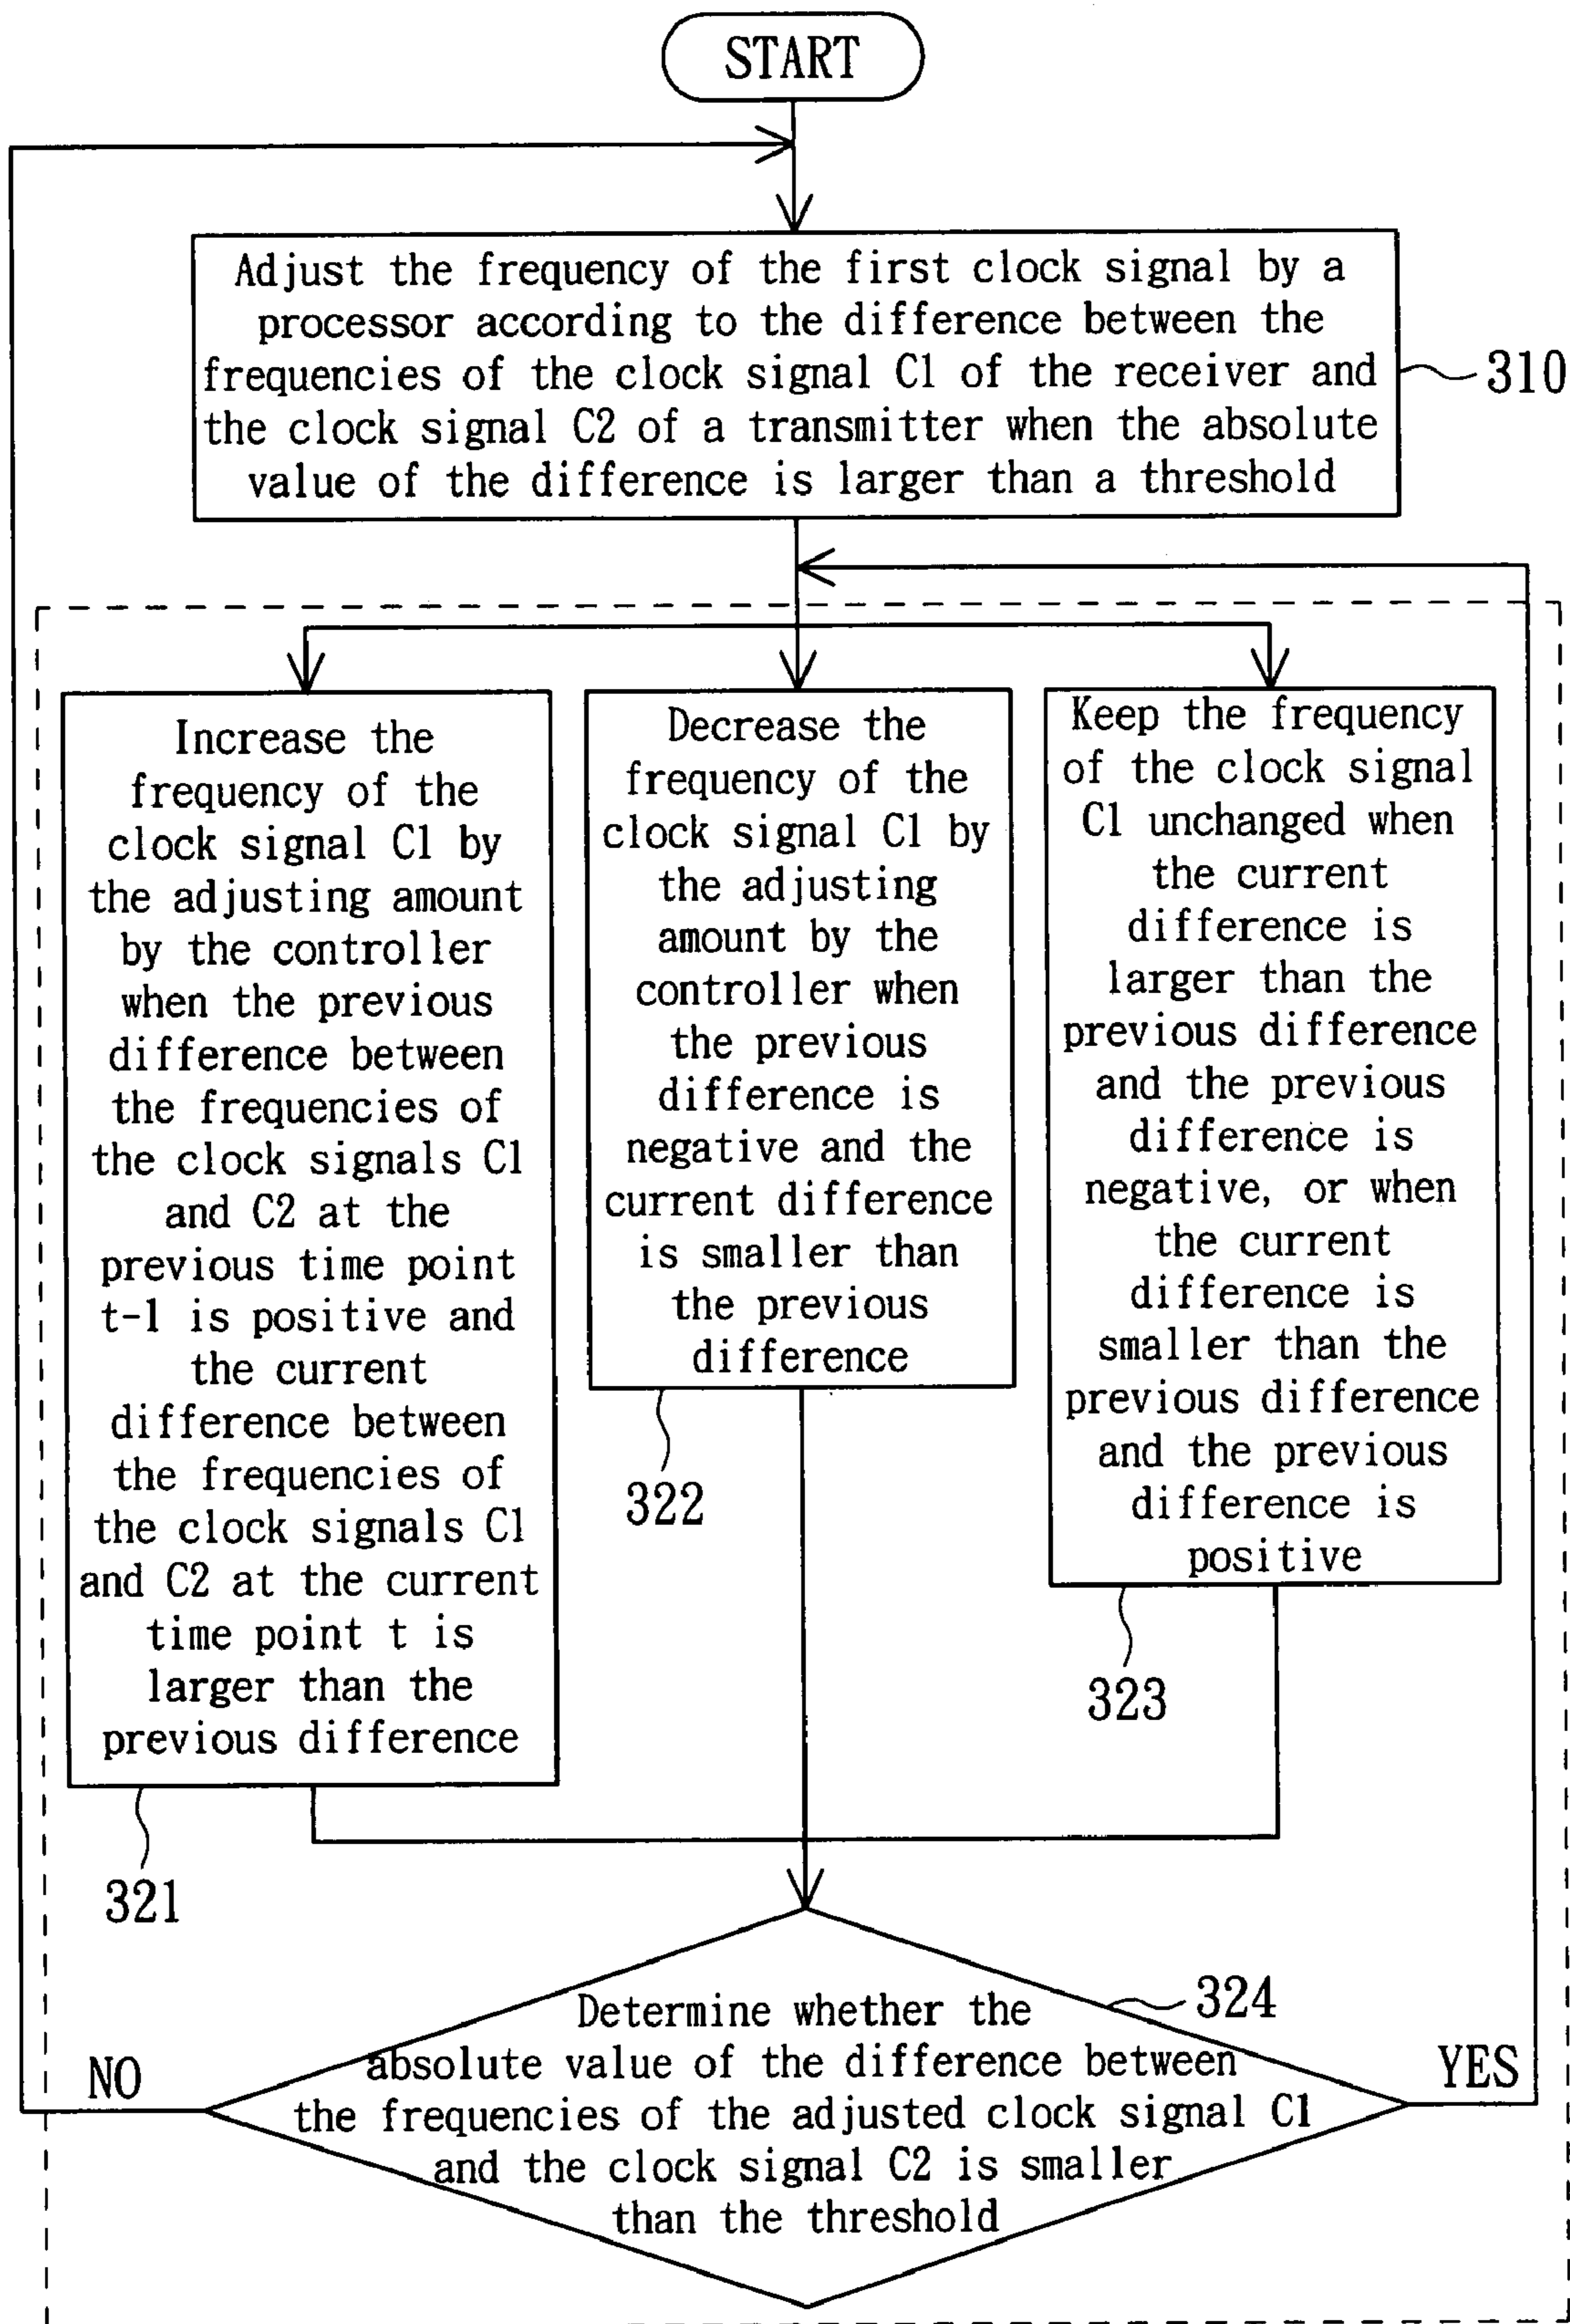 START
Adjust the frequency of the first clock signal by a
processor according to the difference between the
frequencies of the clock signal C1 of the receiver and
the clock signal C2 of a transmitter when the absolute
value of the difference is larger than a threshold
310
Increase the
frequency of the
clock signal C1 by
the adjusting amount
by the controller
when the previous
difference between
the frequencies of
the clock signals C1
and C2 at the
previous time point
t-1 is positive and
the current
difference between
the frequencies of
the clock signals C1
and C2 at the current
time point t is
larger than the
previous difference
321
Decrease the
frequency of the
clock signal C1 by
the adjusting
amount by the
controller when
the previous
difference is
negative and the
current difference
is smaller than
the previous
difference
322
Keep the frequency
of the clock signal
C1 unchanged when
the current
difference is
larger than the
previous difference
and the previous
difference is
negative, or when
the current
difference is
smaller than the
previous difference
and the previous
difference is
positive
323
Determine whether the
absolute value of the difference between
the frequencies of the adjusted clock signal C1
and the clock signal C2 is smaller
than the threshold
324
NO
YES